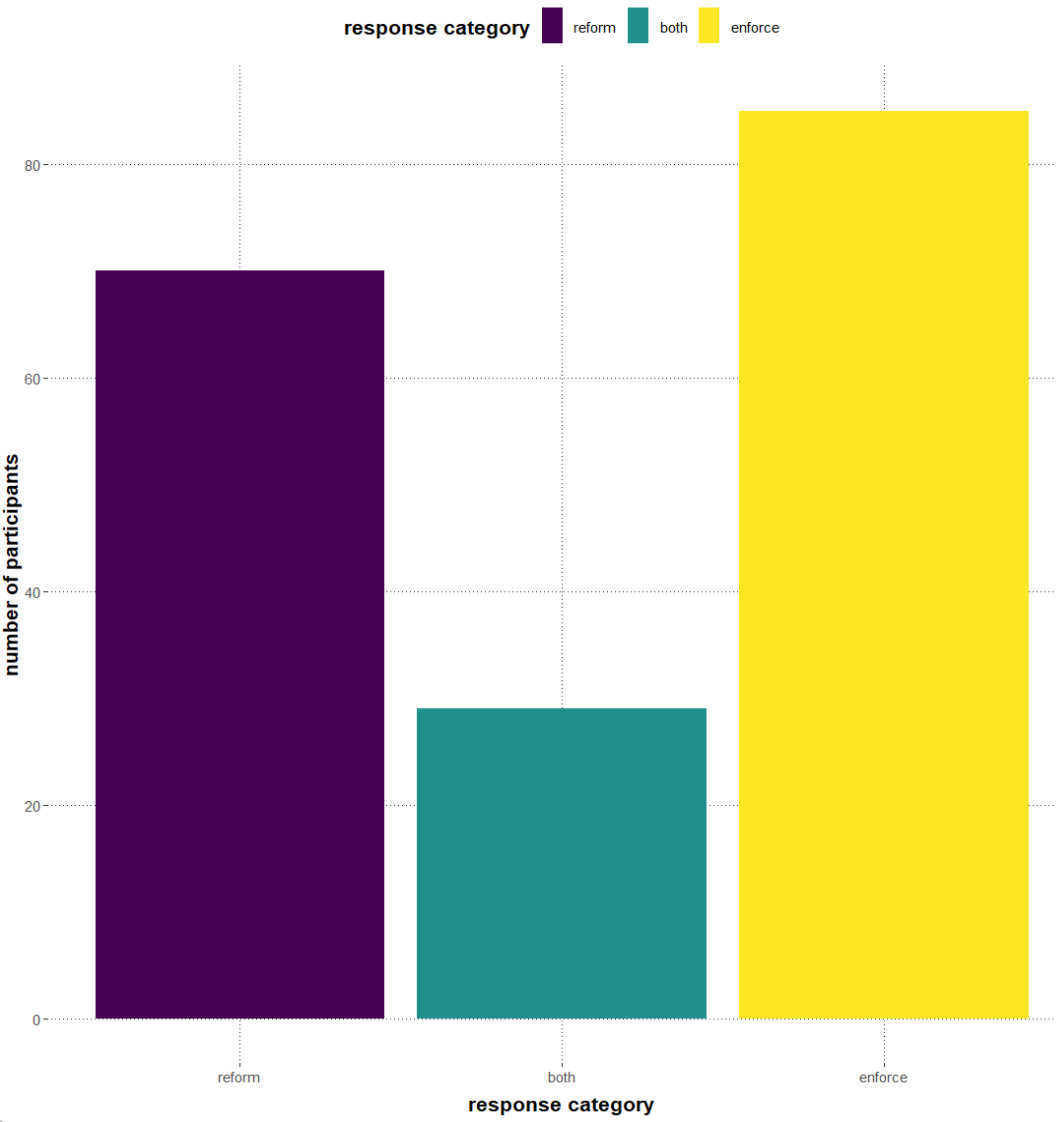 response category reform both enforce
number of participants
80
60
40
20
0
reform both enforce
response category